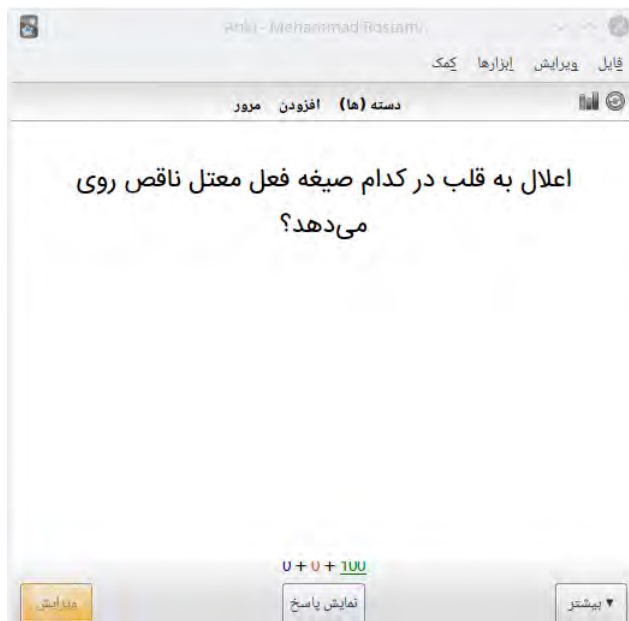 Anki - Mohammad Rostami
فایل ویرایش ابزارها کمک
دسته (ها) افزودن مرور
اعلال به قلب در کدام صیغه فعل معتل ناقص روی
می‌دهد؟
0 + 0 + 100
▾ بیشتر نمایش پاسخ ویرایش